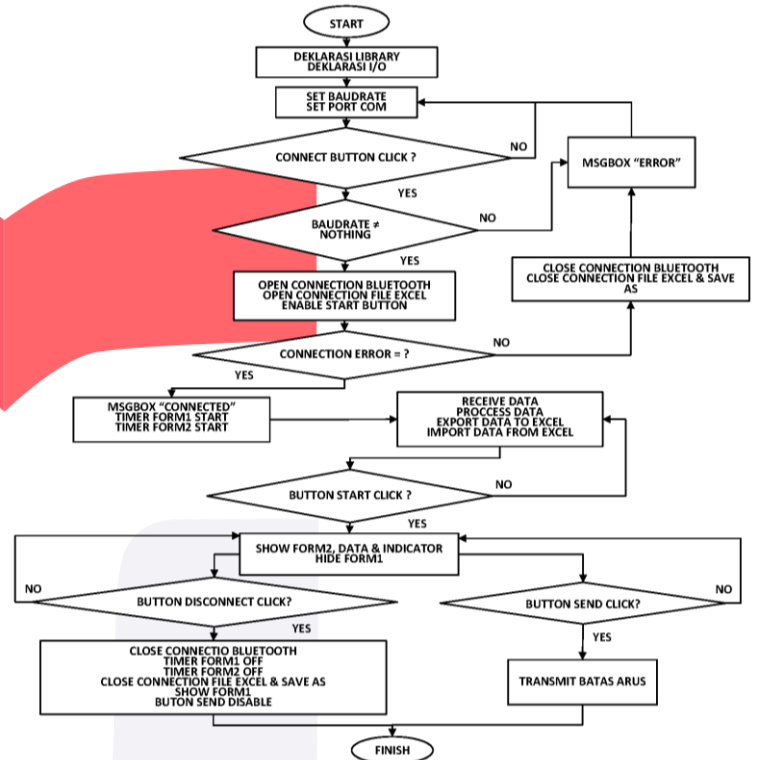 START
DEKLARASI LIBRARY
DEKLARASI I/O
SET BAUDRATE
SET PORT COM
CONNECT BUTTON CLICK ?
NO
MSGBOX “ERROR”
YES
BAUDRATE ≠
NOTHING
NO
YES
OPEN CONNECTION BLUETOOTH
OPEN CONNECTION FILE EXCEL
ENABLE START BUTTON
CLOSE CONNECTION BLUETOOTH
CLOSE CONNECTION FILE EXCEL & SAVE
AS
CONNECTION ERROR = ?
NO
YES
MSGBOX “CONNECTED”
TIMER FORM1 START
TIMER FORM2 START
RECEIVE DATA
PROCCESS DATA
EXPORT DATA TO EXCEL
IMPORT DATA FROM EXCEL
BUTTON START CLICK ?
NO
YES
SHOW FORM2, DATA & INDICATOR
HIDE FORM1
NO
BUTTON DISCONNECT CLICK?
YES
BUTTON SEND CLICK?
NO
YES
CLOSE CONNECTIO BLUETOOTH
TIMER FORM1 OFF
TIMER FORM2 OFF
CLOSE CONNECTION FILE EXCEL & SAVE AS
SHOW FORM1
BUTON SEND DISABLE
TRANSMIT BATAS ARUS
FINISH